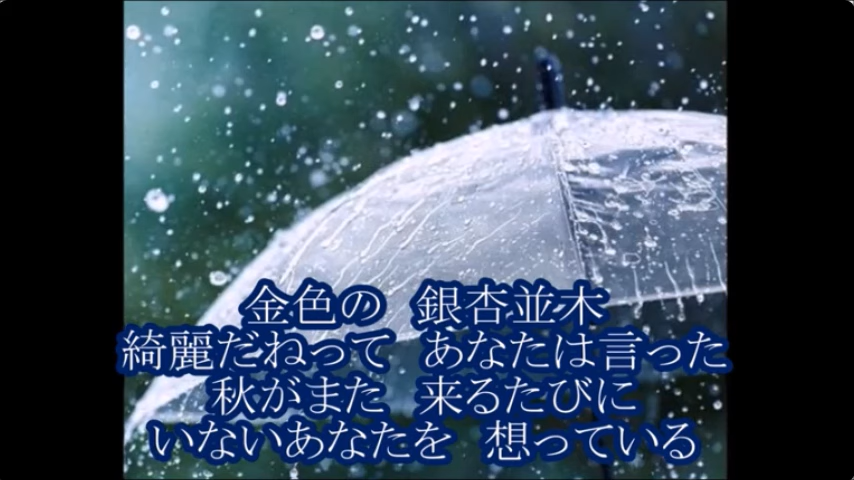 金色の　銀杏並木
綺麗だねって　あなたは言った
秋がまた　来るたびに
いないあなたを　想っている